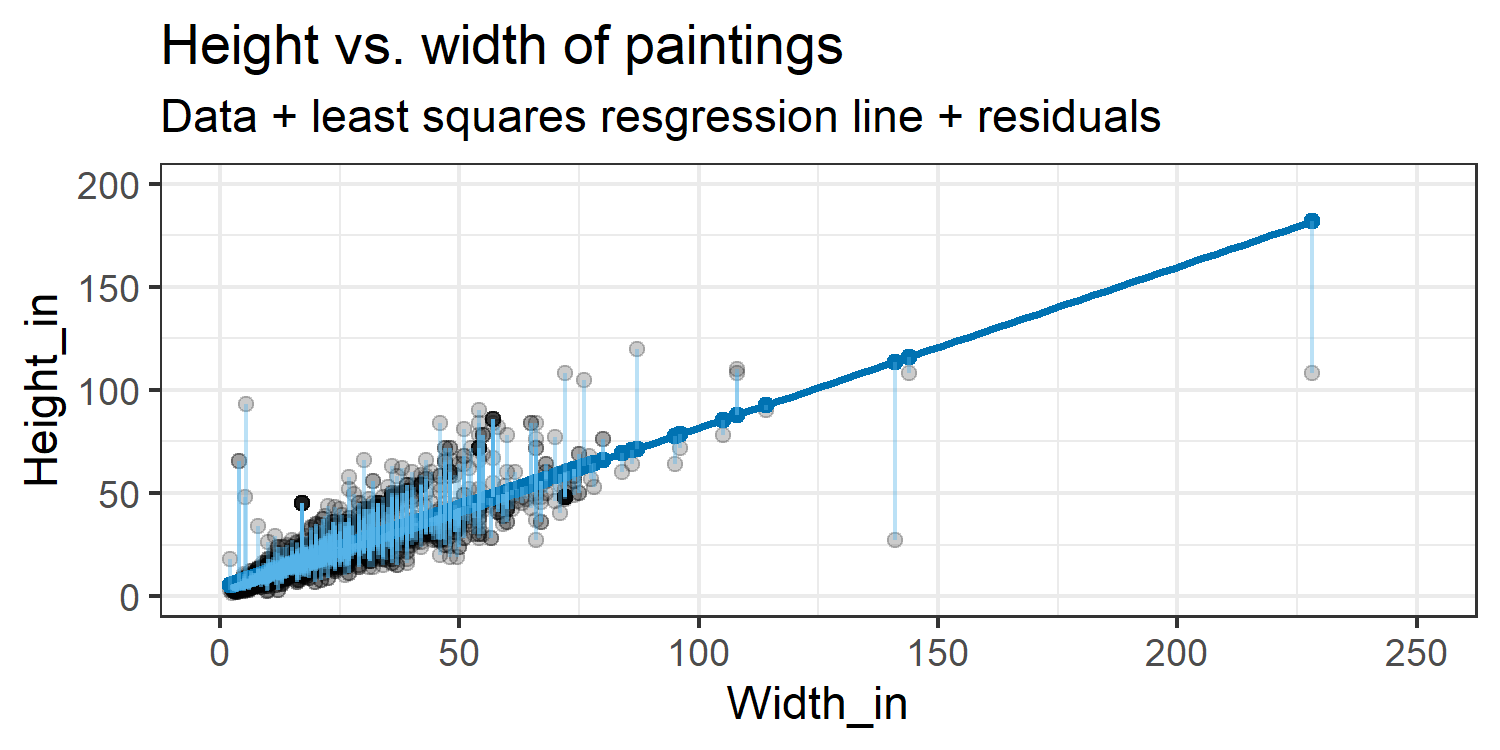 Height vs. width of paintings
Data + least squares resgression line + residuals
200
150
100
50
0
Height_in
0 50 100 150 200 250
Width_in